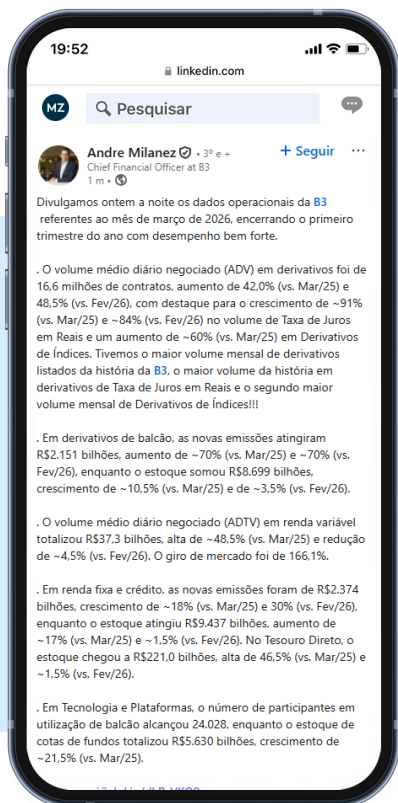 19:52
linkedin.com
MZ
Pesquisar
Andre Milanez • 3º e +
+ Seguir ...
Chief Financial Officer at B3
1 m •
Divulgamos ontem a noite os dados operacionais da B3
referentes ao mês de março de 2026, encerrando o primeiro
trimestre do ano com desempenho bem forte.
. O volume médio diário negociado (ADV) em derivativos foi de
16,6 milhões de contratos, aumento de 42,0% (vs. Mar/25) e
48,5% (vs. Fev/26), com destaque para o crescimento de ~91%
(vs. Mar/25) e ~84% (vs. Fev/26) no volume de Taxa de Juros
em Reais e um aumento de ~60% (vs. Mar/25) em Derivativos
de Índices. Tivemos o maior volume mensal de derivativos
listados da história da B3, o maior volume da história em
derivativos de Taxa de Juros em Reais e o segundo maior
volume mensal de Derivativos de Índices!!!
. Em derivativos de balcão, as novas emissões atingiram
R$2.151 bilhões, aumento de ~70% (vs. Mar/25) e ~70% (vs.
Fev/26), enquanto o estoque somou R$8.699 bilhões,
crescimento de ~10,5% (vs. Mar/25) e de ~3,5% (vs. Fev/26).
. O volume médio diário negociado (ADTV) em renda variável
totalizou R$37,3 bilhões, alta de ~48,5% (vs. Mar/25) e redução
de ~4,5% (vs. Fev/26). O giro de mercado foi de 166,1%.
. Em renda fixa e crédito, as novas emissões foram de R$2.374
bilhões, crescimento de ~18% (vs. Mar/25) e 30% (vs. Fev/26),
enquanto o estoque atingiu R$9.437 bilhões, aumento de
~17% (vs. Mar/25) e ~1,5% (vs. Fev/26). No Tesouro Direto, o
estoque chegou a R$221,0 bilhões, alta de 46,5% (vs. Mar/25) e
~1,5% (vs. Fev/26).
. Em Tecnologia e Plataformas, o número de participantes em
utilização de balcão alcançou 24.028, enquanto o estoque de
cotas de fundos totalizou R$5.630 bilhões, crescimento de
~21,5% (vs. Mar/25).